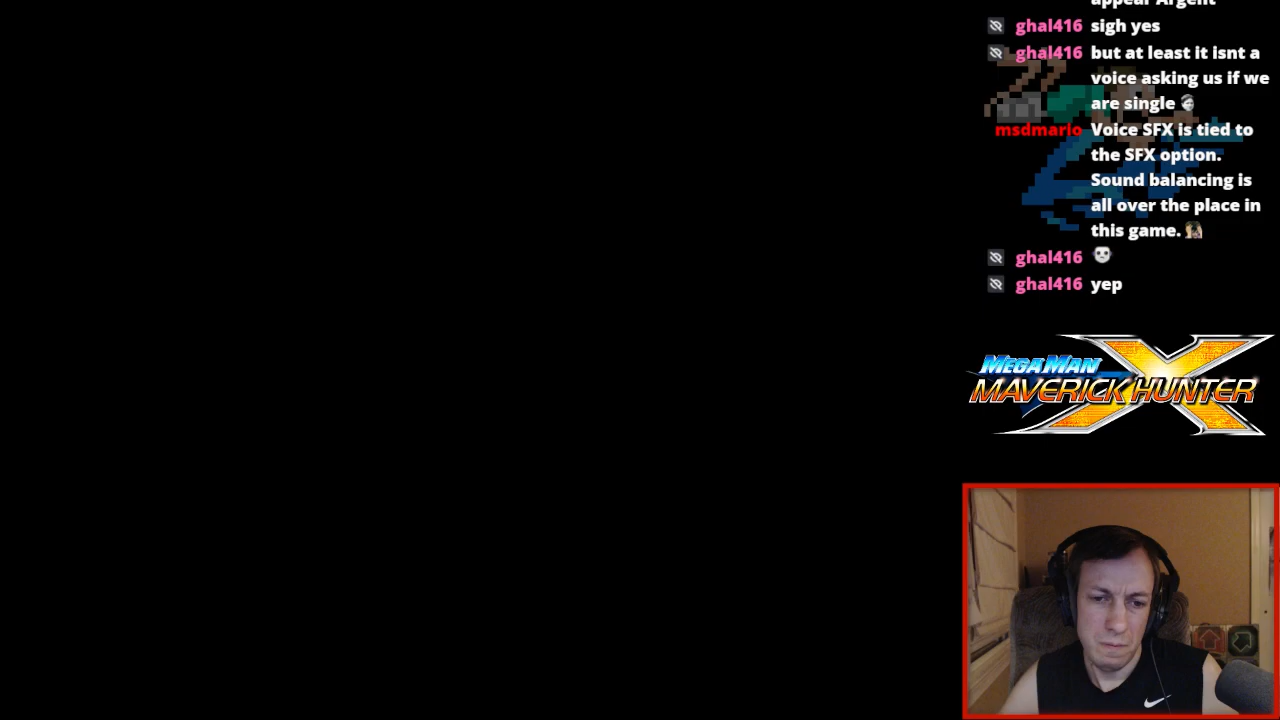 appear Argent
ghal416 sigh yes
ghal416 but at least it isnt a
voice asking us if we
are single
msdmario Voice SFX is tied to
the SFX option.
Sound balancing is
all over the place in
this game.
ghal416
ghal416 yep
MEGA MAN
MAVERICK HUNTER X